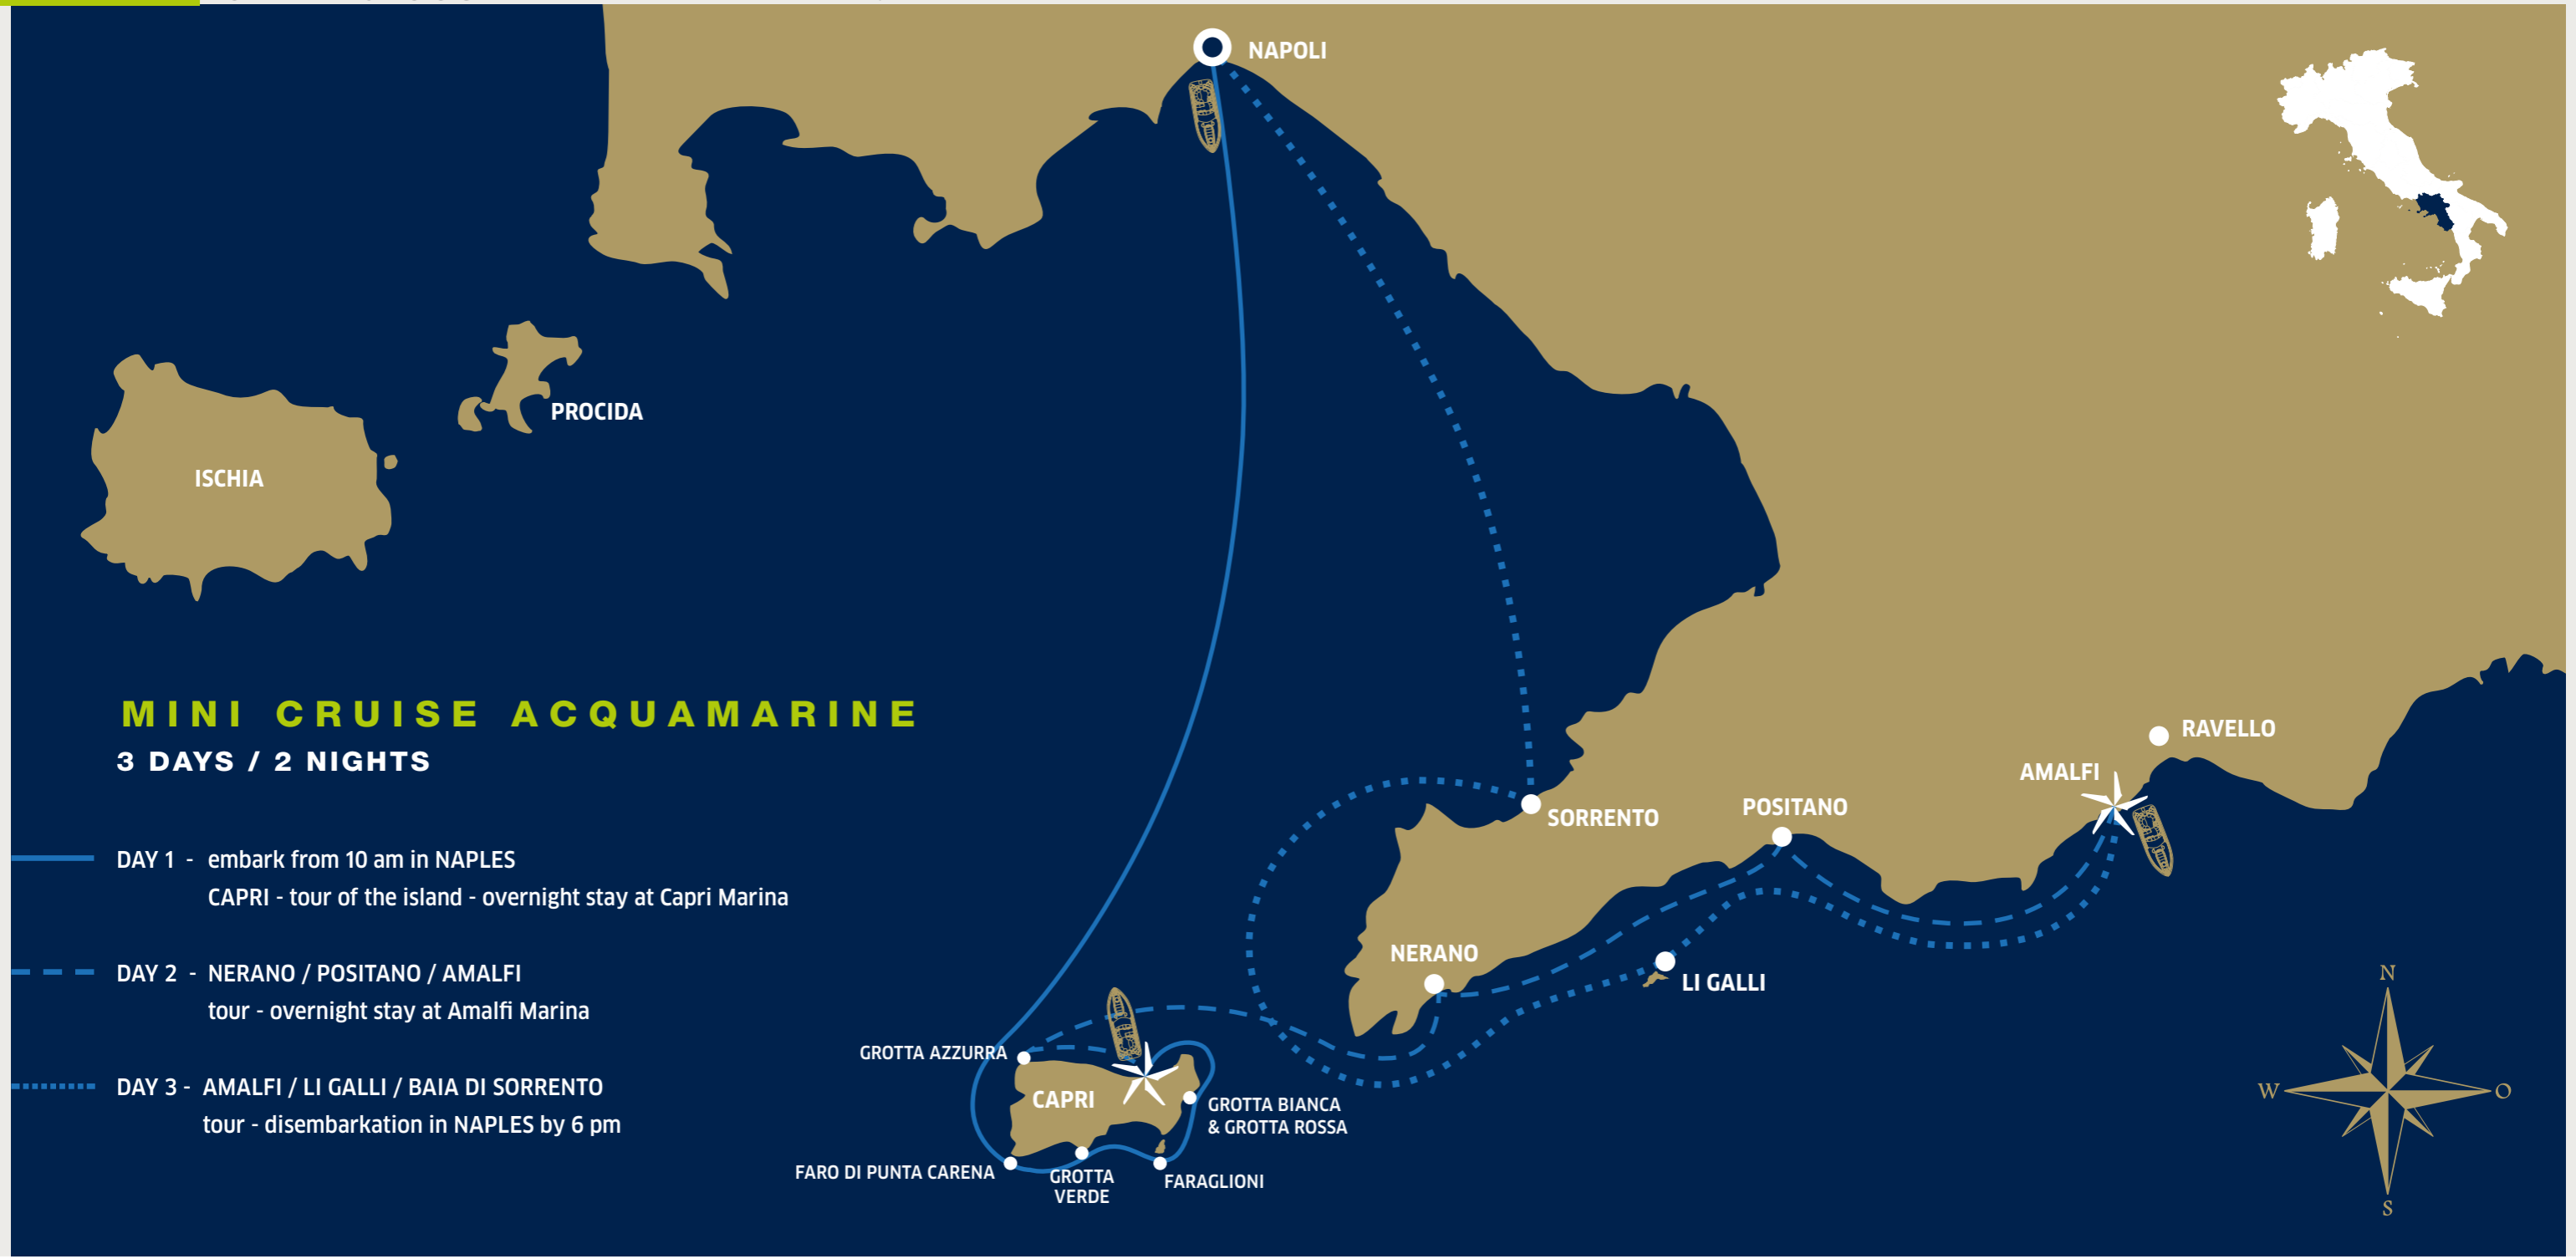 NAPOLI
PROCIDA
ISCHIA
MINI CRUISE ACQUAMARINE
3 DAYS / 2 NIGHTS
DAY 1 - embark from 10 am in NAPLES
CAPRI - tour of the island - overnight stay at Capri Marina
DAY 2 - NERANO / POSITANO / AMALFI
tour - overnight stay at Amalfi Marina
DAY 3 - AMALFI / LI GALLI / BAIA DI SORRENTO
tour - disembarkation in NAPLES by 6 pm
RAVELLO
AMALFI
POSITANO
SORRENTO
NERANO
LI GALLI
GROTTA AZZURRA
CAPRI
GROTTA BIANCA
& GROTTA ROSSA
FARO DI PUNTA CARENA
GROTTA
VERDE
FARAGLIONI
N
W
O
S